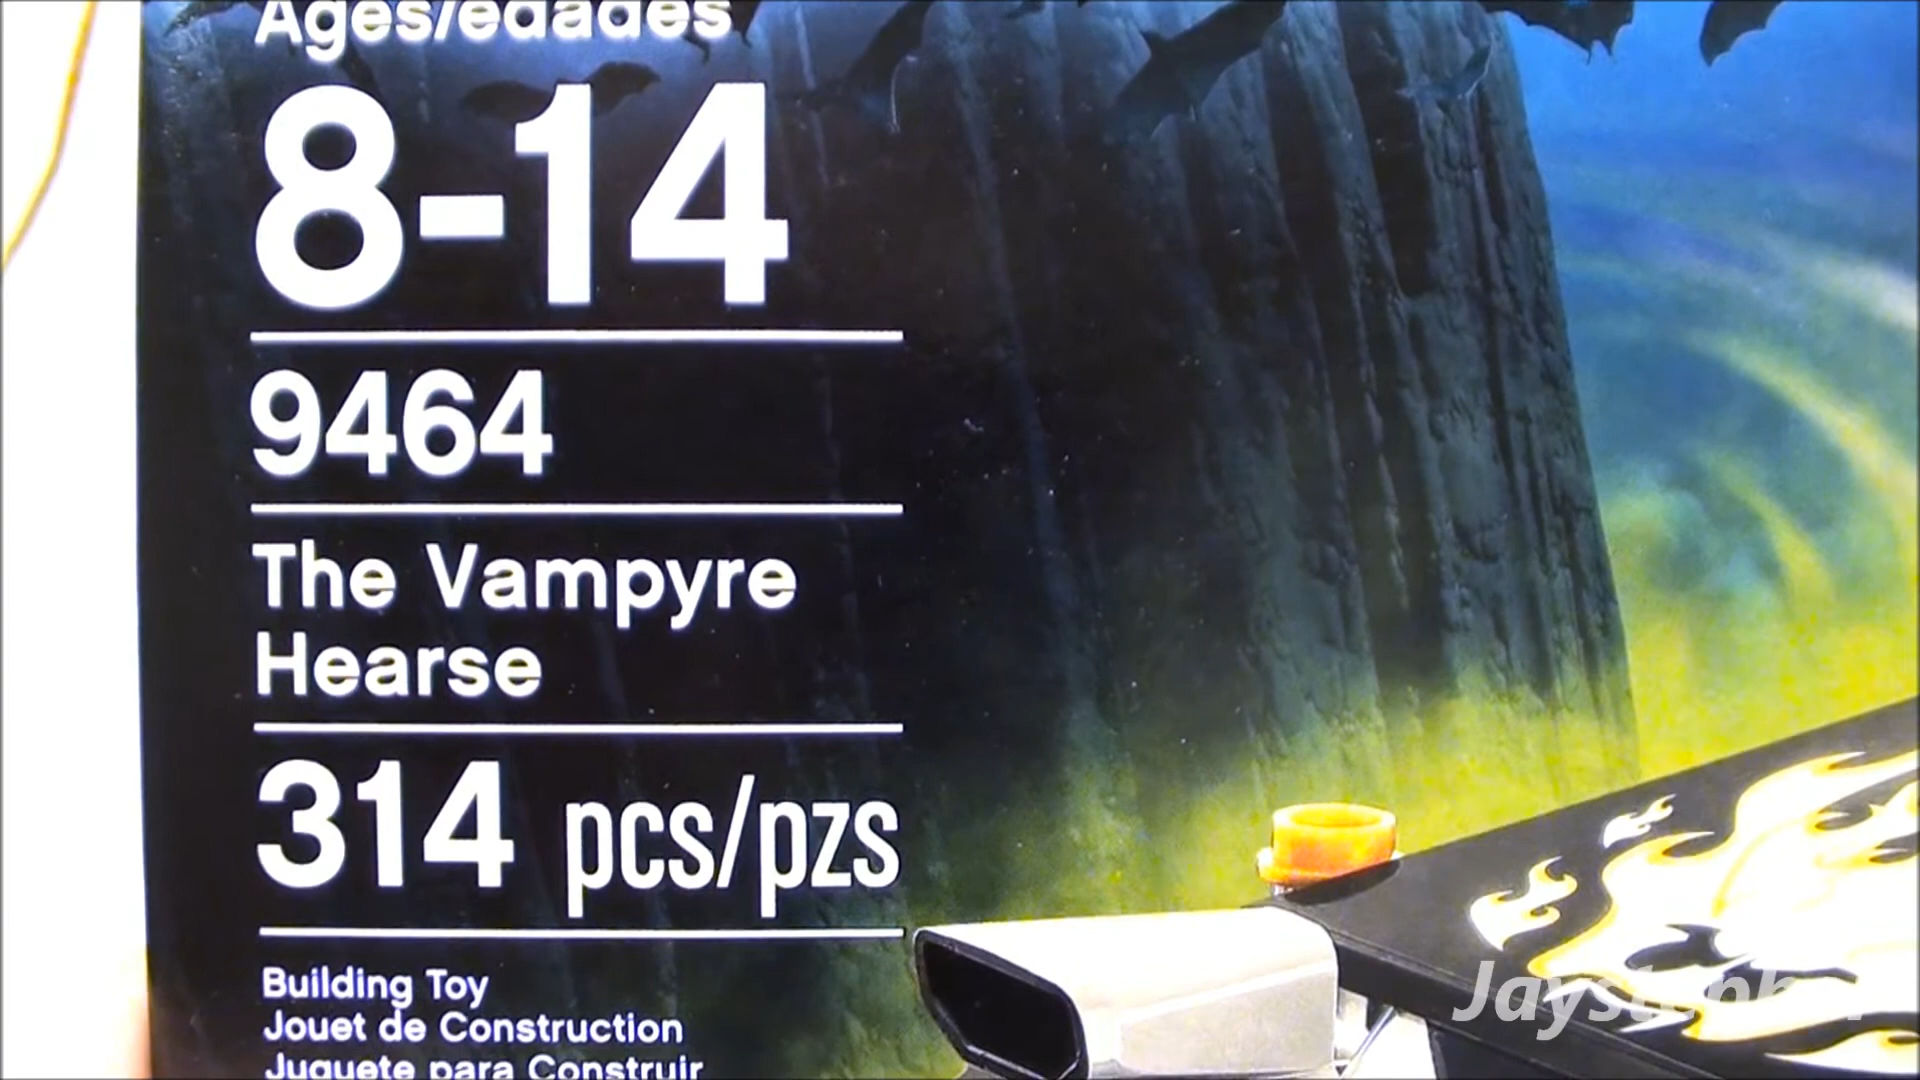 Ages/edades
8-14
9464
The Vampyre
Hearse
314 pcs/pzs
Building Toy
Jouet de Construction
Juguete para Construir